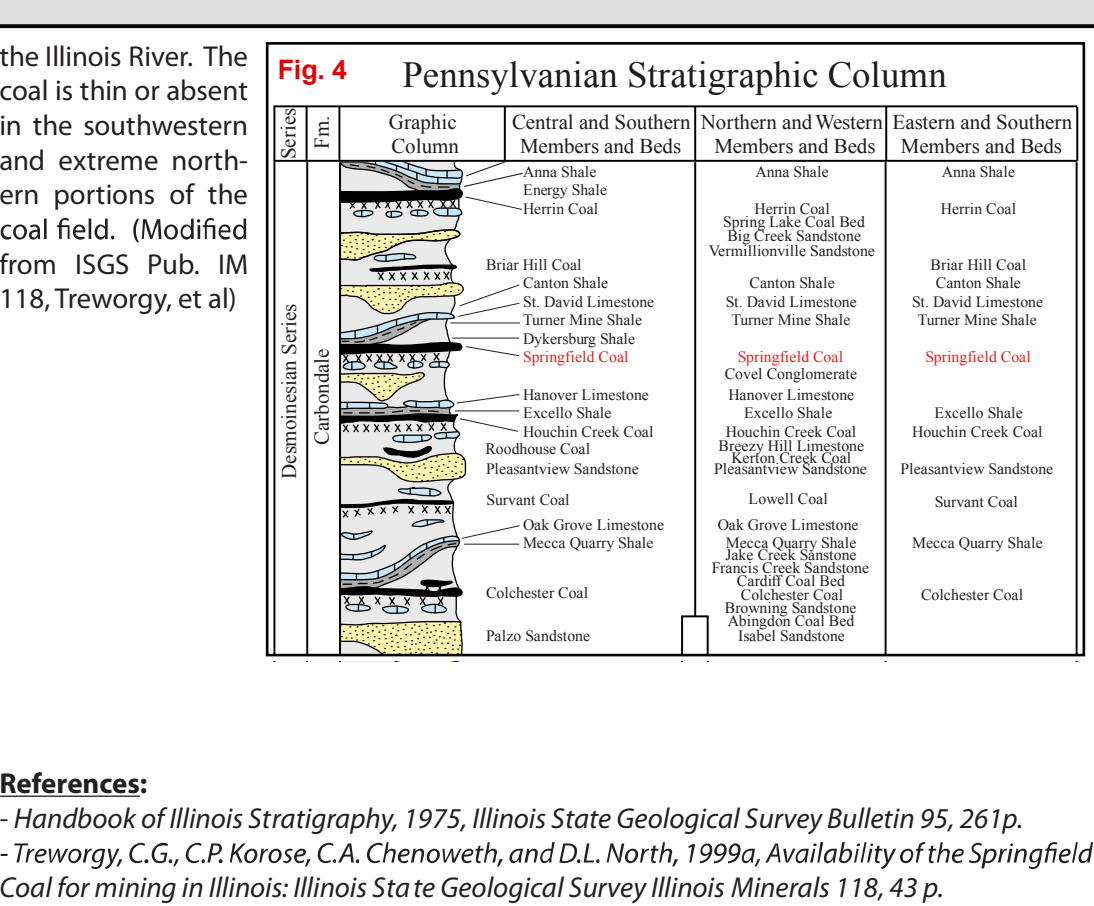 the Illinois River. The
coal is thin or absent
in the southwestern
and extreme north-
ern portions of the
coal field. (Modified
from ISGS Pub. IM
118, Treworgy, et al)
Fig. 4
Pennsylvanian Stratigraphic Column
Series
Fm.
Graphic
Column
Central and Southern
Members and Beds
Northern and Western
Members and Beds
Eastern and Southern
Members and Beds
Desmoinesian Series
Carbondale
Anna Shale
Energy Shale
Herrin Coal
Briar Hill Coal
Canton Shale
St. David Limestone
Turner Mine Shale
Dykersburg Shale
Springfield Coal
Hanover Limestone
Excello Shale
Houchin Creek Coal
Roodhouse Coal
Pleasantview Sandstone
Survant Coal
Oak Grove Limestone
Mecca Quarry Shale
Colchester Coal
Palzo Sandstone
Anna Shale
Herrin Coal
Spring Lake Coal Bed
Big Creek Sandstone
Vermillionville Sandstone
Canton Shale
St. David Limestone
Turner Mine Shale
Springfield Coal
Covel Conglomerate
Hanover Limestone
Excello Shale
Houchin Creek Coal
Breezy Hill Limestone
Kerton Creek Coal
Pleasantview Sandstone
Lowell Coal
Oak Grove Limestone
Mecca Quarry Shale
Jake Creek Sanstone
Francis Creek Sandstone
Cardiff Coal Bed
Colchester Coal
Browning Sandstone
Abingdon Coal Bed
Isabel Sandstone
Anna Shale
Herrin Coal
Briar Hill Coal
Canton Shale
St. David Limestone
Turner Mine Shale
Springfield Coal
Excello Shale
Houchin Creek Coal
Pleasantview Sandstone
Survant Coal
Mecca Quarry Shale
Colchester Coal
References:
- Handbook of Illinois Stratigraphy, 1975, Illinois State Geological Survey Bulletin 95, 261p.
- Treworgy, C.G., C.P. Korose, C.A. Chenoweth, and D.L. North, 1999a, Availability of the Springfield
Coal for mining in Illinois: Illinois State Geological Survey Illinois Minerals 118, 43 p.